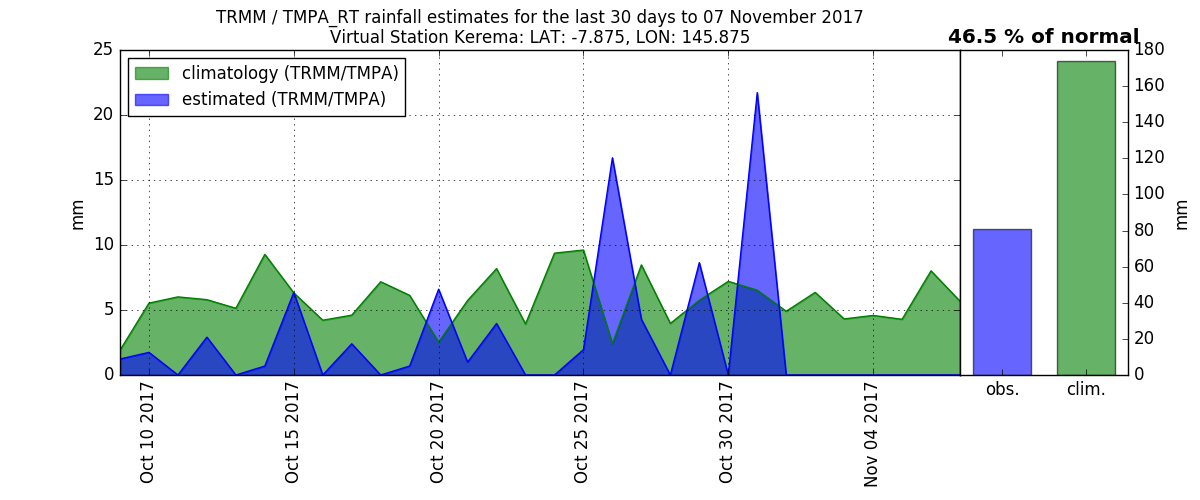 TRMM / TMPA_RT rainfall estimates for the last 30 days to 07 November 2017
Virtual Station Kerema: LAT: -7.875, LON: 145.875
46.5 % of normal
climatology (TRMM/TMPA)
estimated (TRMM/TMPA)
25
20
15
10
5
0
mm
Oct 10 2017
Oct 15 2017
Oct 20 2017
Oct 25 2017
Oct 30 2017
Nov 04 2017
obs.
clim.
180
160
140
120
100
80
60
40
20
0
mm